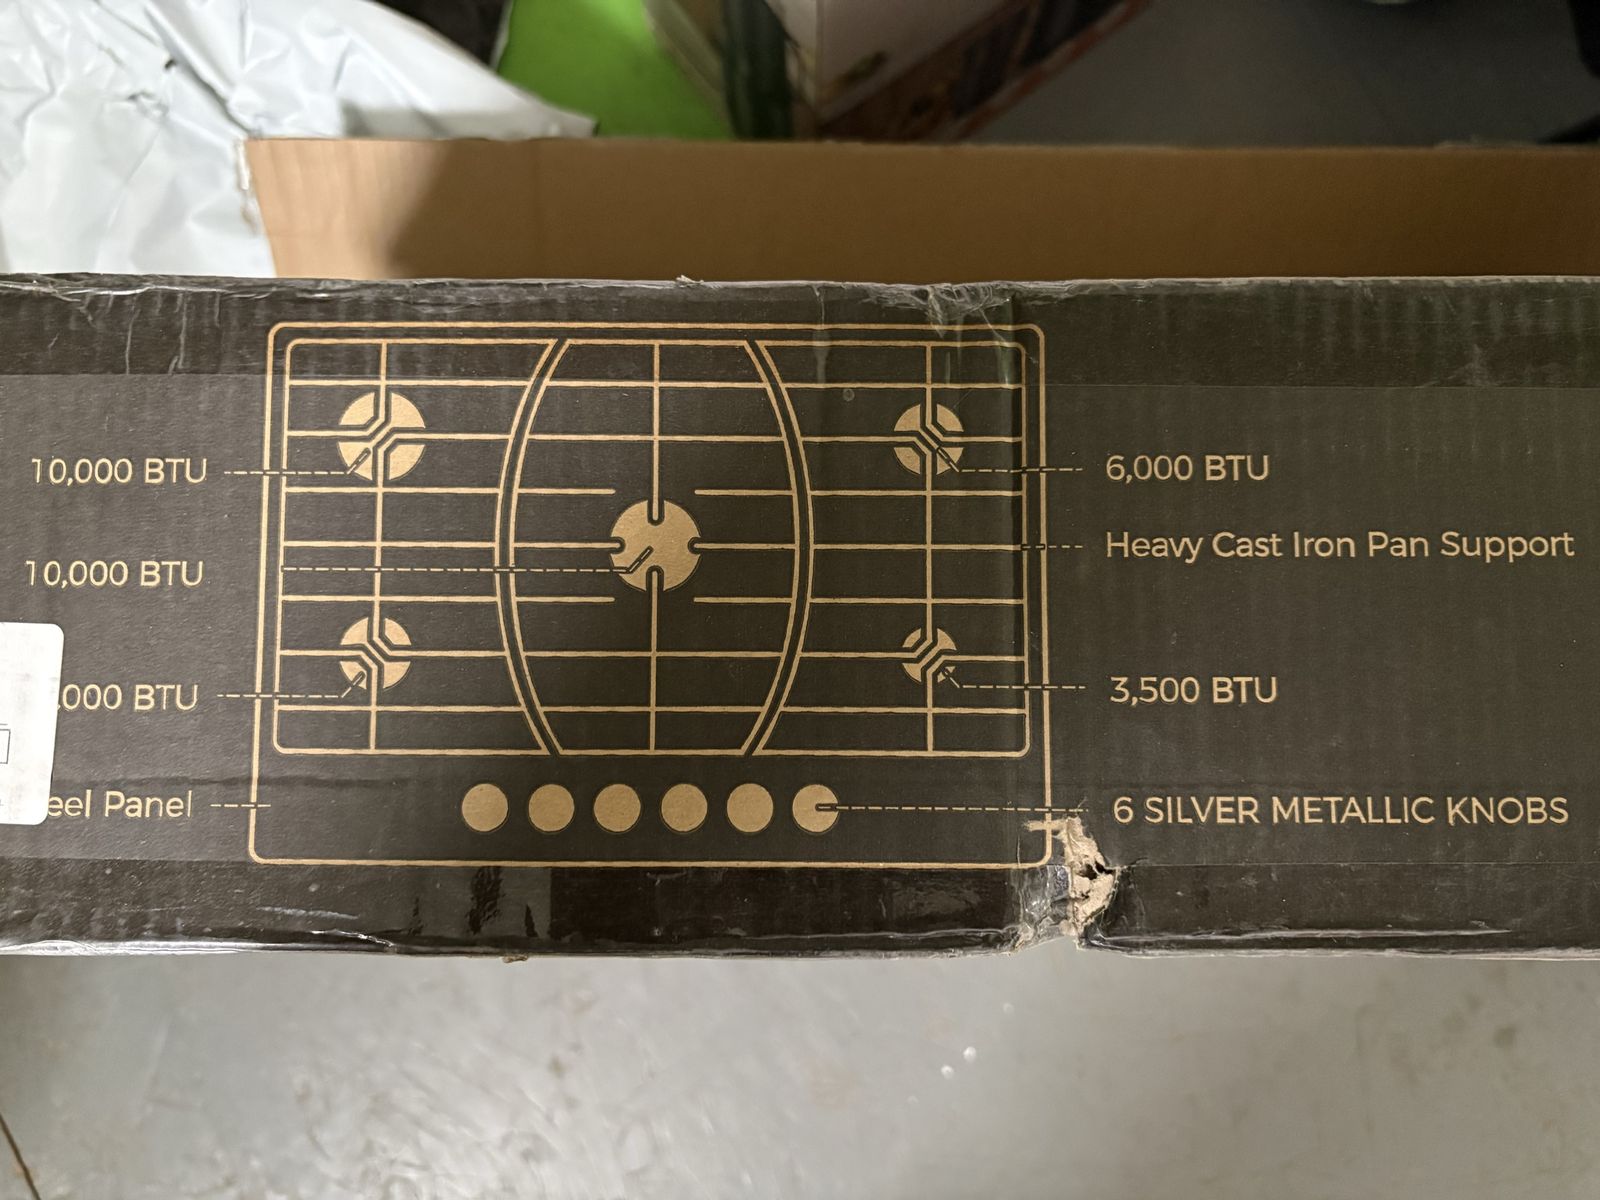 10,000 BTU
10,000 BTU
,000 BTU
eel Panel
6,000 BTU
Heavy Cast Iron Pan Support
3,500 BTU
6 SILVER METALLIC KNOBS